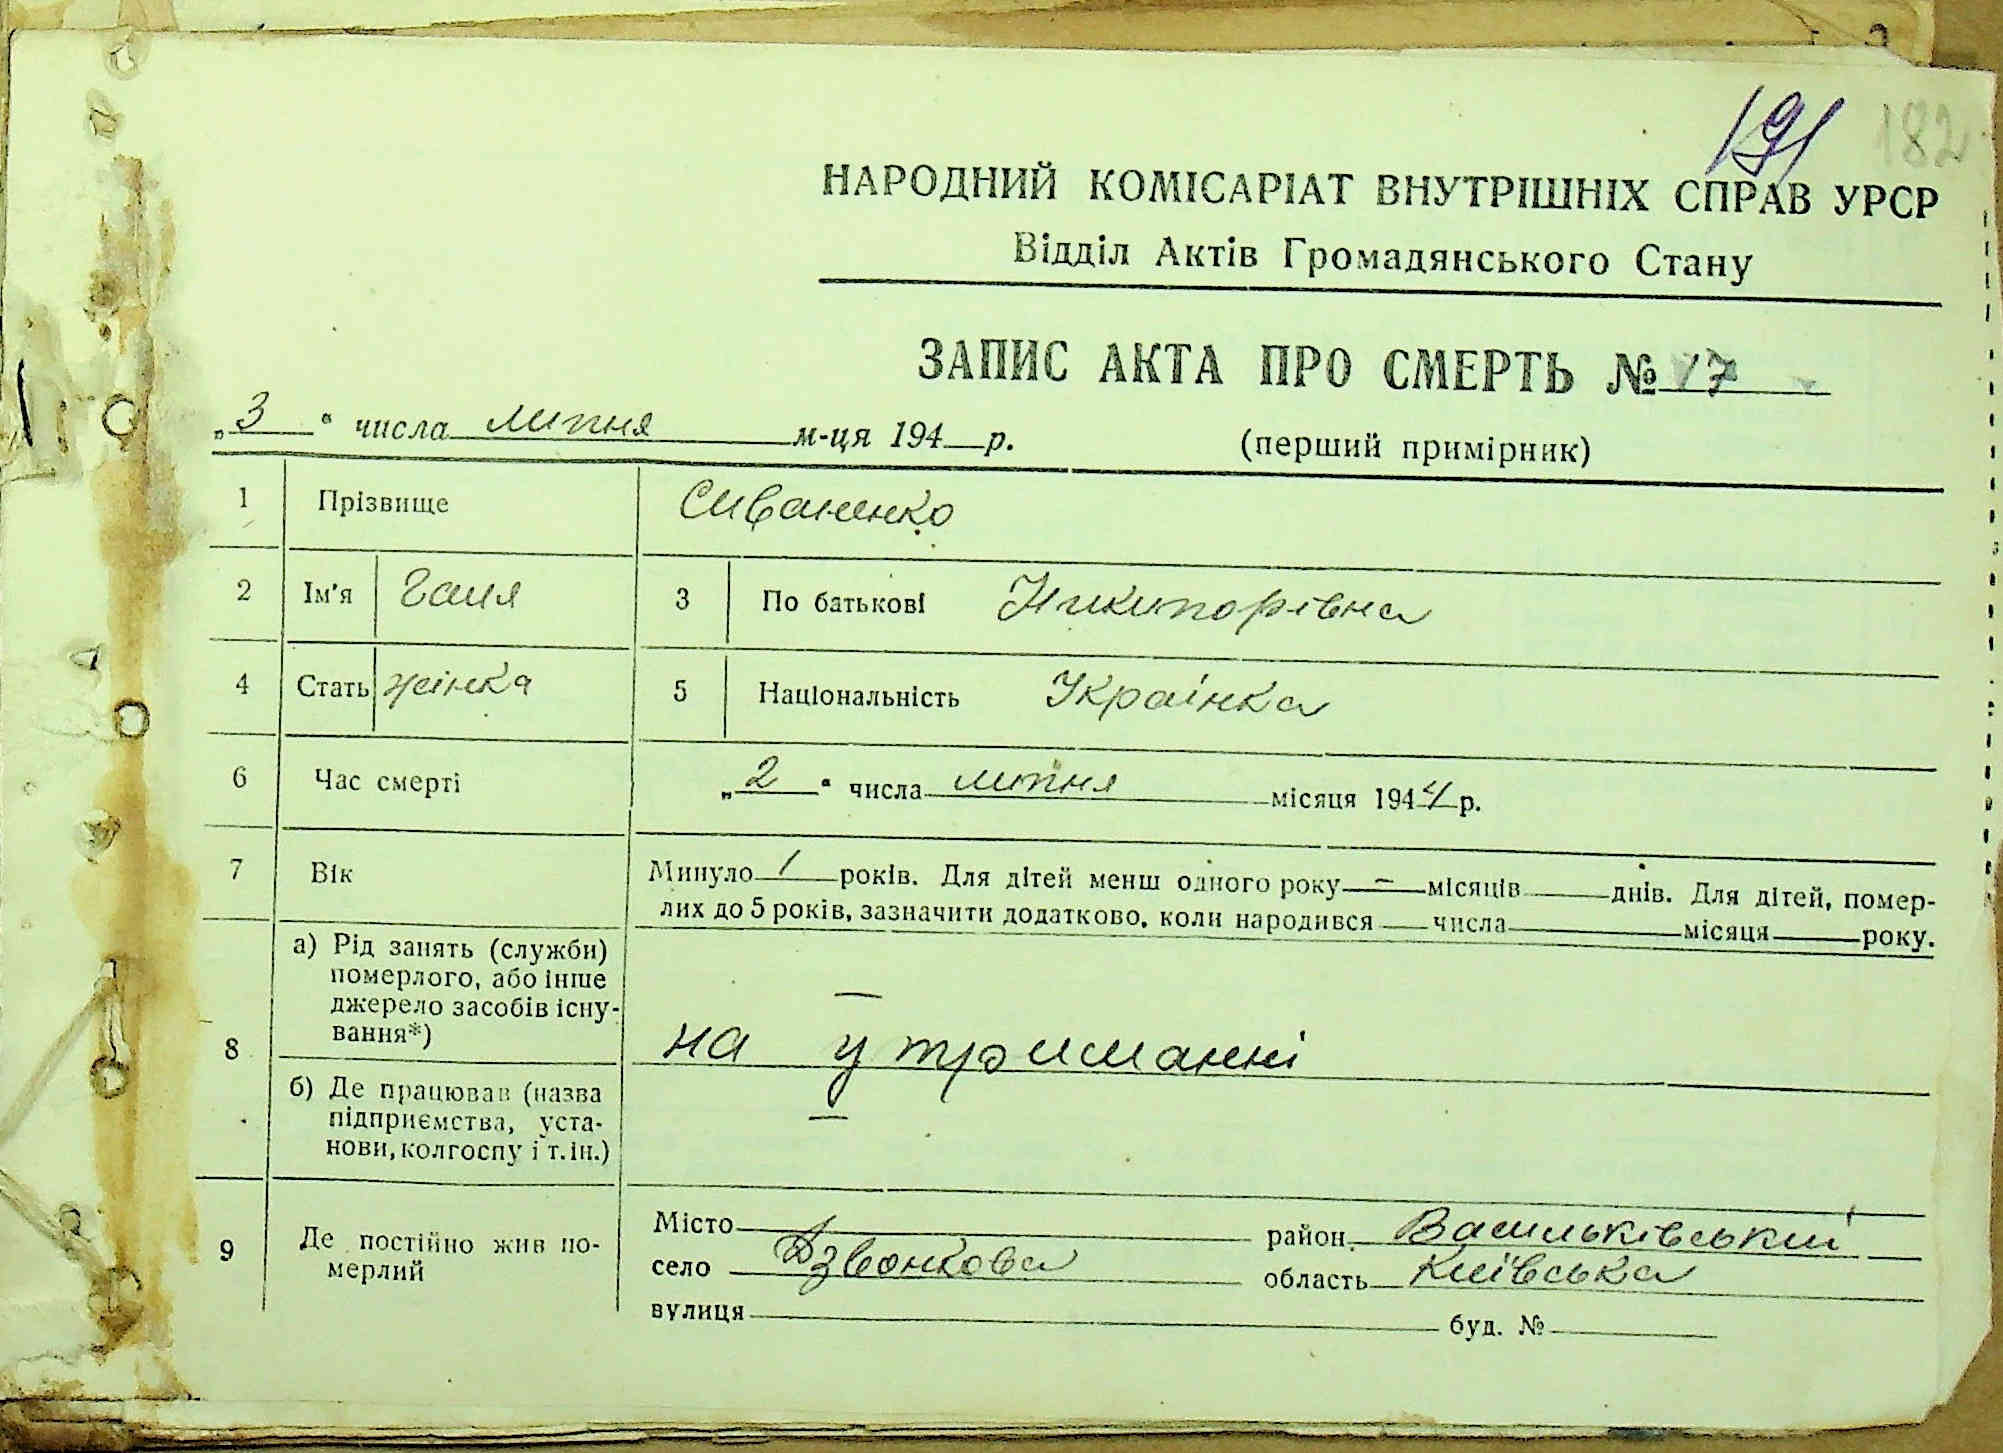 191 182
НАРОДНИЙ КОМІСАРІАТ ВНУТРІШНІХ СПРАВ УРСР
Відділ Актів Громадянського Стану
ЗАПИС АКТА ПРО СМЕРТЬ № 17
„3“ числа липня м-ця 194 р. (перший примірник)
1 Прізвище Сиваненко
2 Ім'я Галя 3 По батькові Никипорівна
4 Стать жінка 5 Національність Українка
6 Час смерті „2“ числа липня місяця 1944 р.
7 Вік Минуло 1 років. Для дітей менш одного року — місяців днів. Для дітей, помер-
лих до 5 років, зазначити додатково, коли народився числа місяця року.
8 а) Рід занять (служби)
померлого, або інше
джерело засобів існу-
вання*)
— на утриманні
б) Де працював (назва
підприємства, уста-
нови, колгоспу і т. ін.)
—
9 Де постійно жив по-
мерлий
Місто район Васильківський
село Дзвонкова область Київська
вулиця буд. №